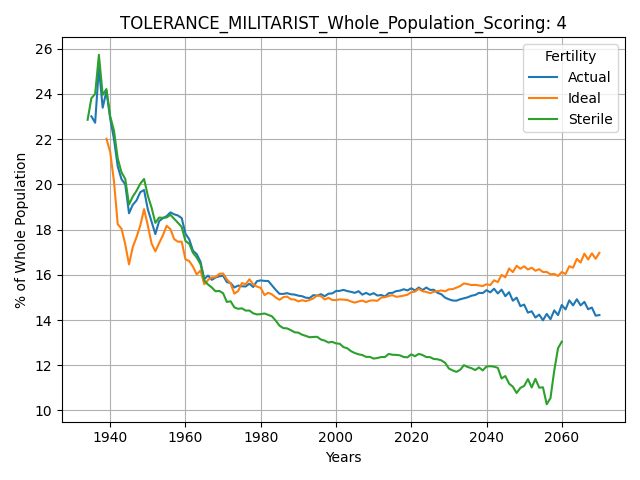 TOLERANCE_MILITARIST_Whole_Population_Scoring: 4
Fertility
Actual
Ideal
Sterile
% of Whole Population
26
24
22
20
18
16
14
12
10
1940 1960 1980 2000 2020 2040 2060
Years